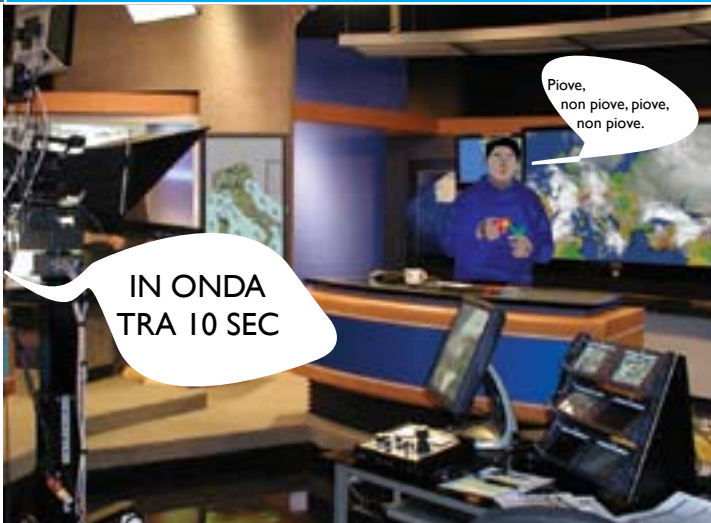 Piove,
non piove, piove,
non piove.
IN ONDA
TRA 10 SEC